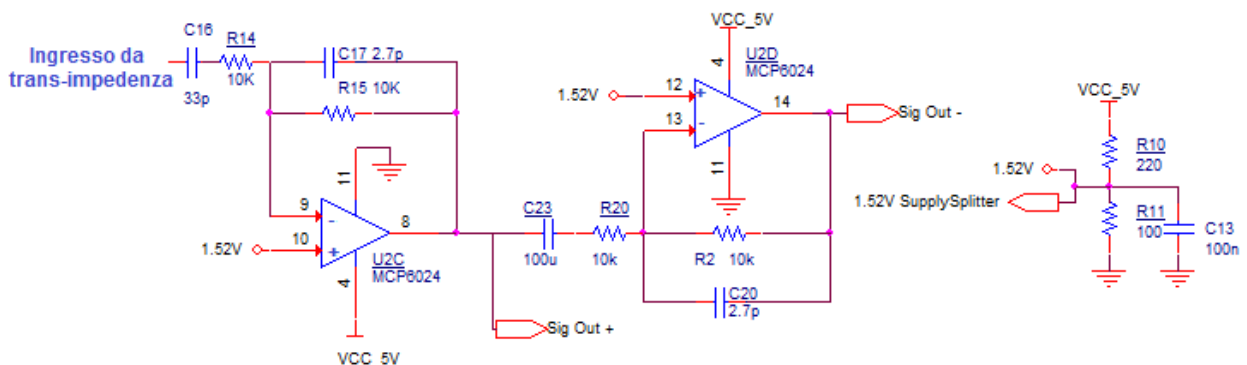 Ingresso da
trans-impedenza
C16
33p
R14
10K
C17 2.7p
R15 10K
11
9
10
8
-
+
1.52V
U2C
MCP6024
4
VCC_5V
C23
100u
R20
10k
Sig Out +
VCC_5V
4
U2D
MCP6024
1.52V
12
13
+
-
14
11
Sig Out -
R2 10k
C20
2.7p
VCC_5V
R10
220
1.52V
1.52V SupplySplitter
R11
100
C13
100n